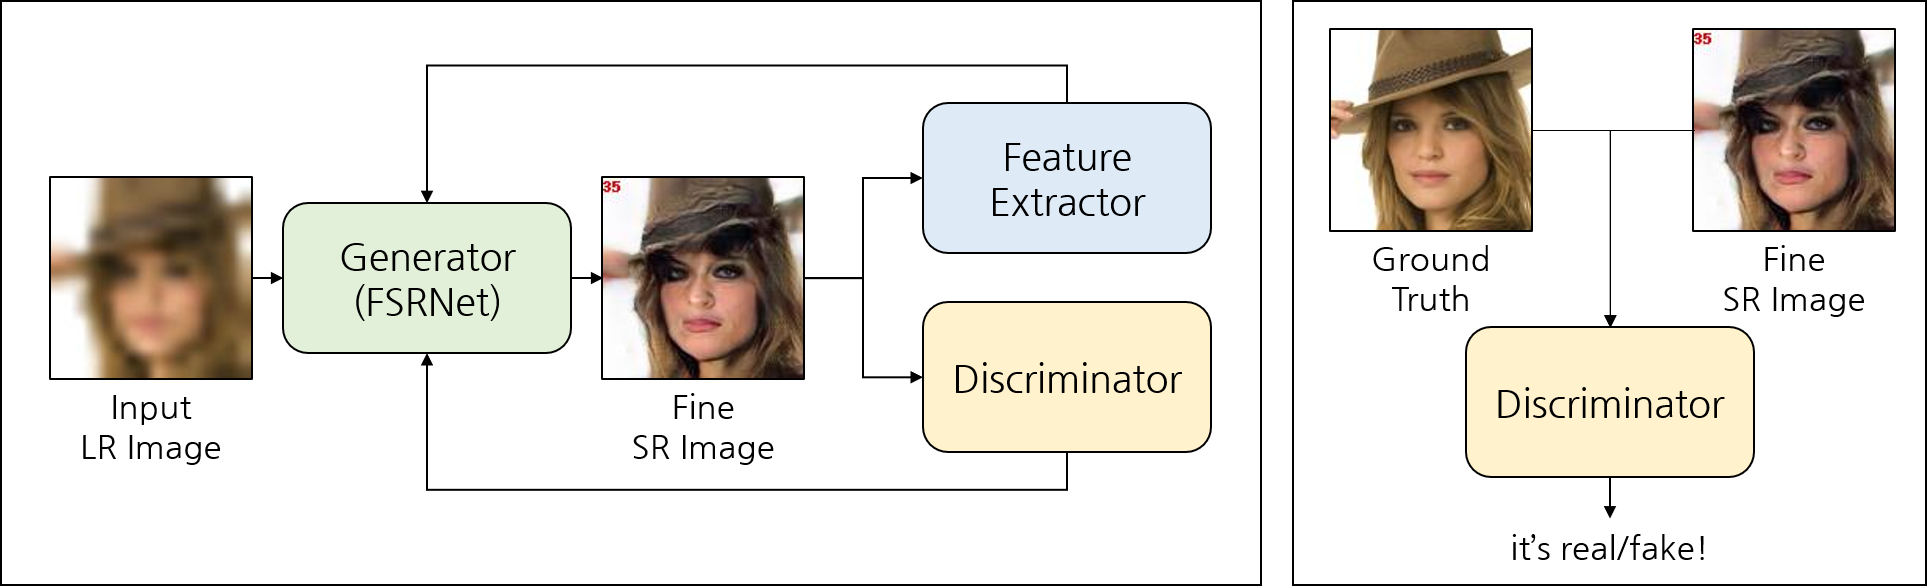 Feature
Extractor
35
Generator
(FSRNet)
Discriminator
Input
LR Image
Fine
SR Image
35
Ground
Truth
Fine
SR Image
Discriminator
it's real/fake!